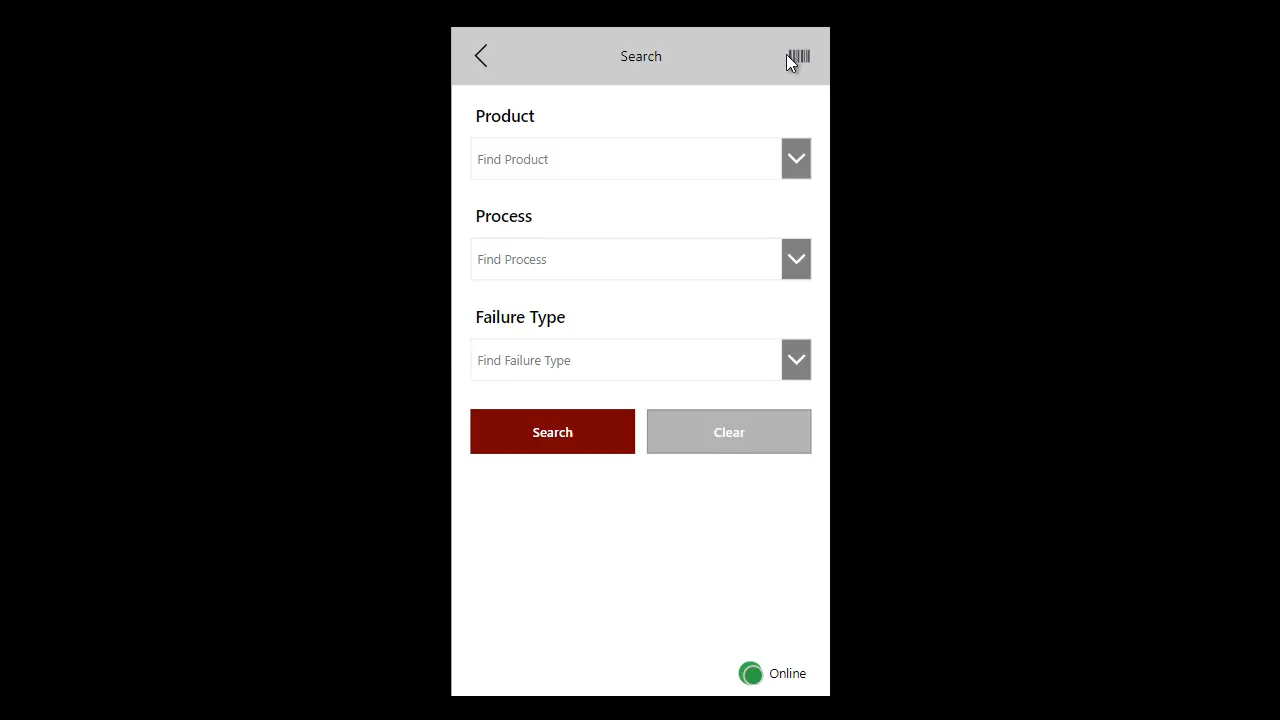 Search
Product
Find Product
Process
Find Process
Failure Type
Find Failure Type
Search
Clear
Online